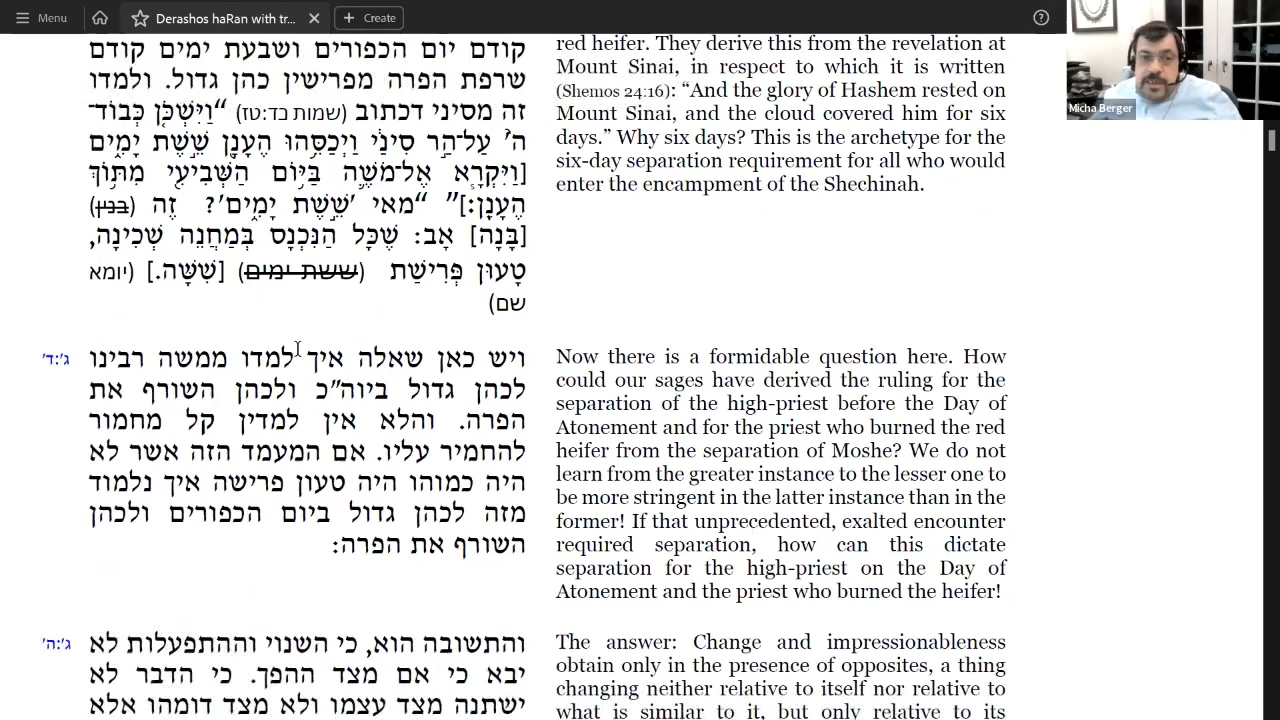 Menu
Derashos haRan with tr...
Create
Micha Berger
קודם יום הכפורים ושבעת ימים קודם
שרפת הפרה מפרישין כהן גדול. ולמדו
זה מסיני דכתוב (שמות כד:טז) “וַיִּשְׁכֹּ֤ן כְּבוֹד־
ה֙' עַל־הַ֣ר סִינַ֔י וַיְכַסֵּ֥הוּ הֶעָנָ֖ן שֵׁ֣שֶׁת יָמִ֑ים
[וַיִּקְרָ֧א אֶל־מֹשֶׁ֛ה בַּיּ֥וֹם הַשְּׁבִיעִ֖י מִתּ֥וֹךְ
הֶעָנָֽן׃]” “מאי 'שֵׁ֣שֶׁת יָמִ֑ים'? זֶה (בנין)
[בָּנָה] אָב: שֶׁכָּל הַנִּכְנָס בְּמַחֲנֵה שְׁכִינָה,
טָעוּן פְּרִישַׁת (ששת ימים) [שִׁשָּׁה.] (יומא
שם)
red heifer. They derive this from the revelation at
Mount Sinai, in respect to which it is written
(Shemos 24:16): “And the glory of Hashem rested on
Mount Sinai, and the cloud covered him for six
days.” Why six days? This is the archetype for the
six-day separation requirement for all who would
enter the encampment of the Shechinah.
ג':ד'
ויש כאן שאלה איך למדו ממשה רבינו
לכהן גדול ביוה”כ ולכהן השורף את
הפרה. והלא אין למדין קל מחמור
להחמיר עליו. אם המעמד הזה אשר לא
היה כמוהו היה טעון פרישה איך נלמוד
מזה לכהן גדול ביום הכפורים ולכהן
השורף את הפרה:
Now there is a formidable question here. How
could our sages have derived the ruling for the
separation of the high-priest before the Day of
Atonement and for the priest who burned the red
heifer from the separation of Moshe? We do not
learn from the greater instance to the lesser one to
be more stringent in the latter instance than in the
former! If that unprecedented, exalted encounter
required separation, how can this dictate
separation for the high-priest on the Day of
Atonement and the priest who burned the heifer!
ג':ה'
והתשובה הוא, כי השנוי וההתפעלות לא
יבא כי אם מצד ההפך. כי הדבר לא
ישתנה מצד עצמו ולא מצד דומהו אלא
The answer: Change and impressionableness
obtain only in the presence of opposites, a thing
changing neither relative to itself nor relative to
what is similar to it, but only relative to its